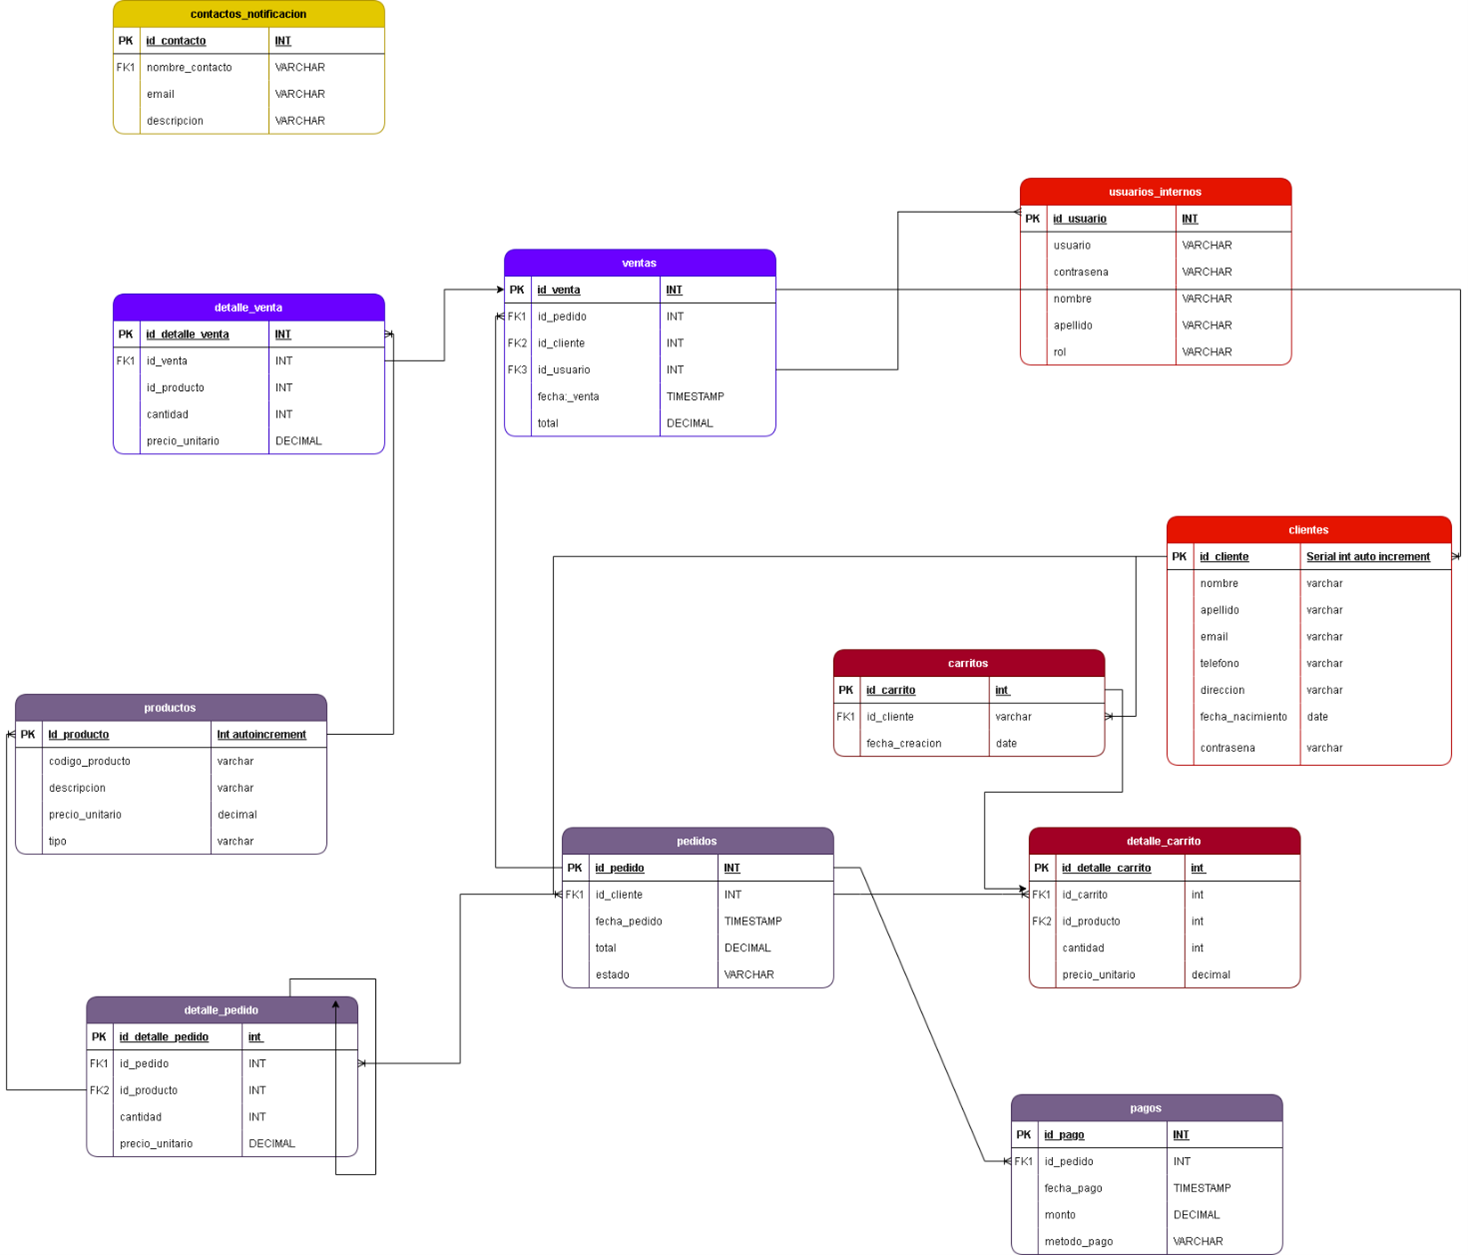 contactos_notificacion
PK id_contacto INT
FK1 nombre_contacto VARCHAR
email VARCHAR
descripcion VARCHAR
usuarios_internos
PK id_usuario INT
usuario VARCHAR
contrasena VARCHAR
nombre VARCHAR
apellido VARCHAR
rol VARCHAR
ventas
PK id_venta INT
FK1 id_pedido INT
FK2 id_cliente INT
FK3 id_usuario INT
fecha:_venta TIMESTAMP
total DECIMAL
detalle_venta
PK id_detalle_venta INT
FK1 id_venta INT
id_producto INT
cantidad INT
precio_unitario DECIMAL
clientes
PK id_cliente Serial int auto increment
nombre varchar
apellido varchar
email varchar
telefono varchar
direccion varchar
fecha_nacimiento date
contrasena varchar
carritos
PK id_carrito int
FK1 id_cliente varchar
fecha_creacion date
productos
PK Id_producto Int autoincrement
codigo_producto varchar
descripcion varchar
precio_unitario decimal
tipo varchar
pedidos
PK id_pedido INT
FK1 id_cliente INT
fecha_pedido TIMESTAMP
total DECIMAL
estado VARCHAR
detalle_carrito
PK id_detalle_carrito int
FK1 id_carrito int
FK2 id_producto int
cantidad int
precio_unitario decimal
detalle_pedido
PK id_detalle_pedido int
FK1 id_pedido INT
FK2 id_producto INT
cantidad INT
precio_unitario DECIMAL
pagos
PK id_pago INT
FK1 id_pedido INT
fecha_pago TIMESTAMP
monto DECIMAL
metodo_pago VARCHAR